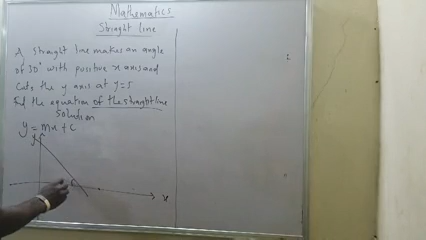 Mathematics
Straight line
A straight line makes an angle
of 30° with positive x axis and
cuts the y axis at y=5
Find the equation of the straight line
Solution
y = mx + c
y
x